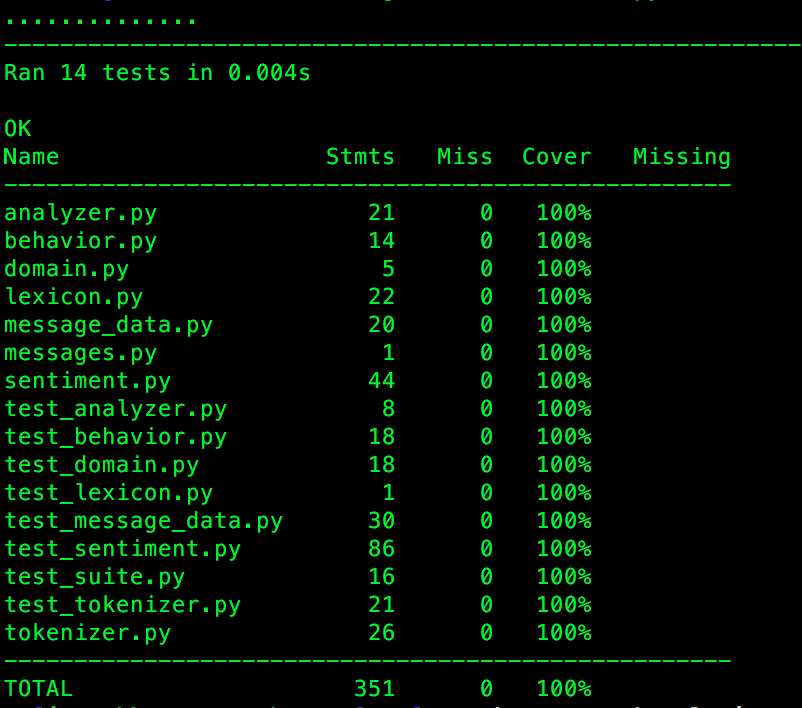 ..............
----------------------------------------------------------
Ran 14 tests in 0.004s
OK
Name Stmts Miss Cover Missing
----------------------------------------------------
analyzer.py 21 0 100%
behavior.py 14 0 100%
domain.py 5 0 100%
lexicon.py 22 0 100%
message_data.py 20 0 100%
messages.py 1 0 100%
sentiment.py 44 0 100%
test_analyzer.py 8 0 100%
test_behavior.py 18 0 100%
test_domain.py 18 0 100%
test_lexicon.py 1 0 100%
test_message_data.py 30 0 100%
test_sentiment.py 86 0 100%
test_suite.py 16 0 100%
test_tokenizer.py 21 0 100%
tokenizer.py 26 0 100%
----------------------------------------------------
TOTAL 351 0 100%